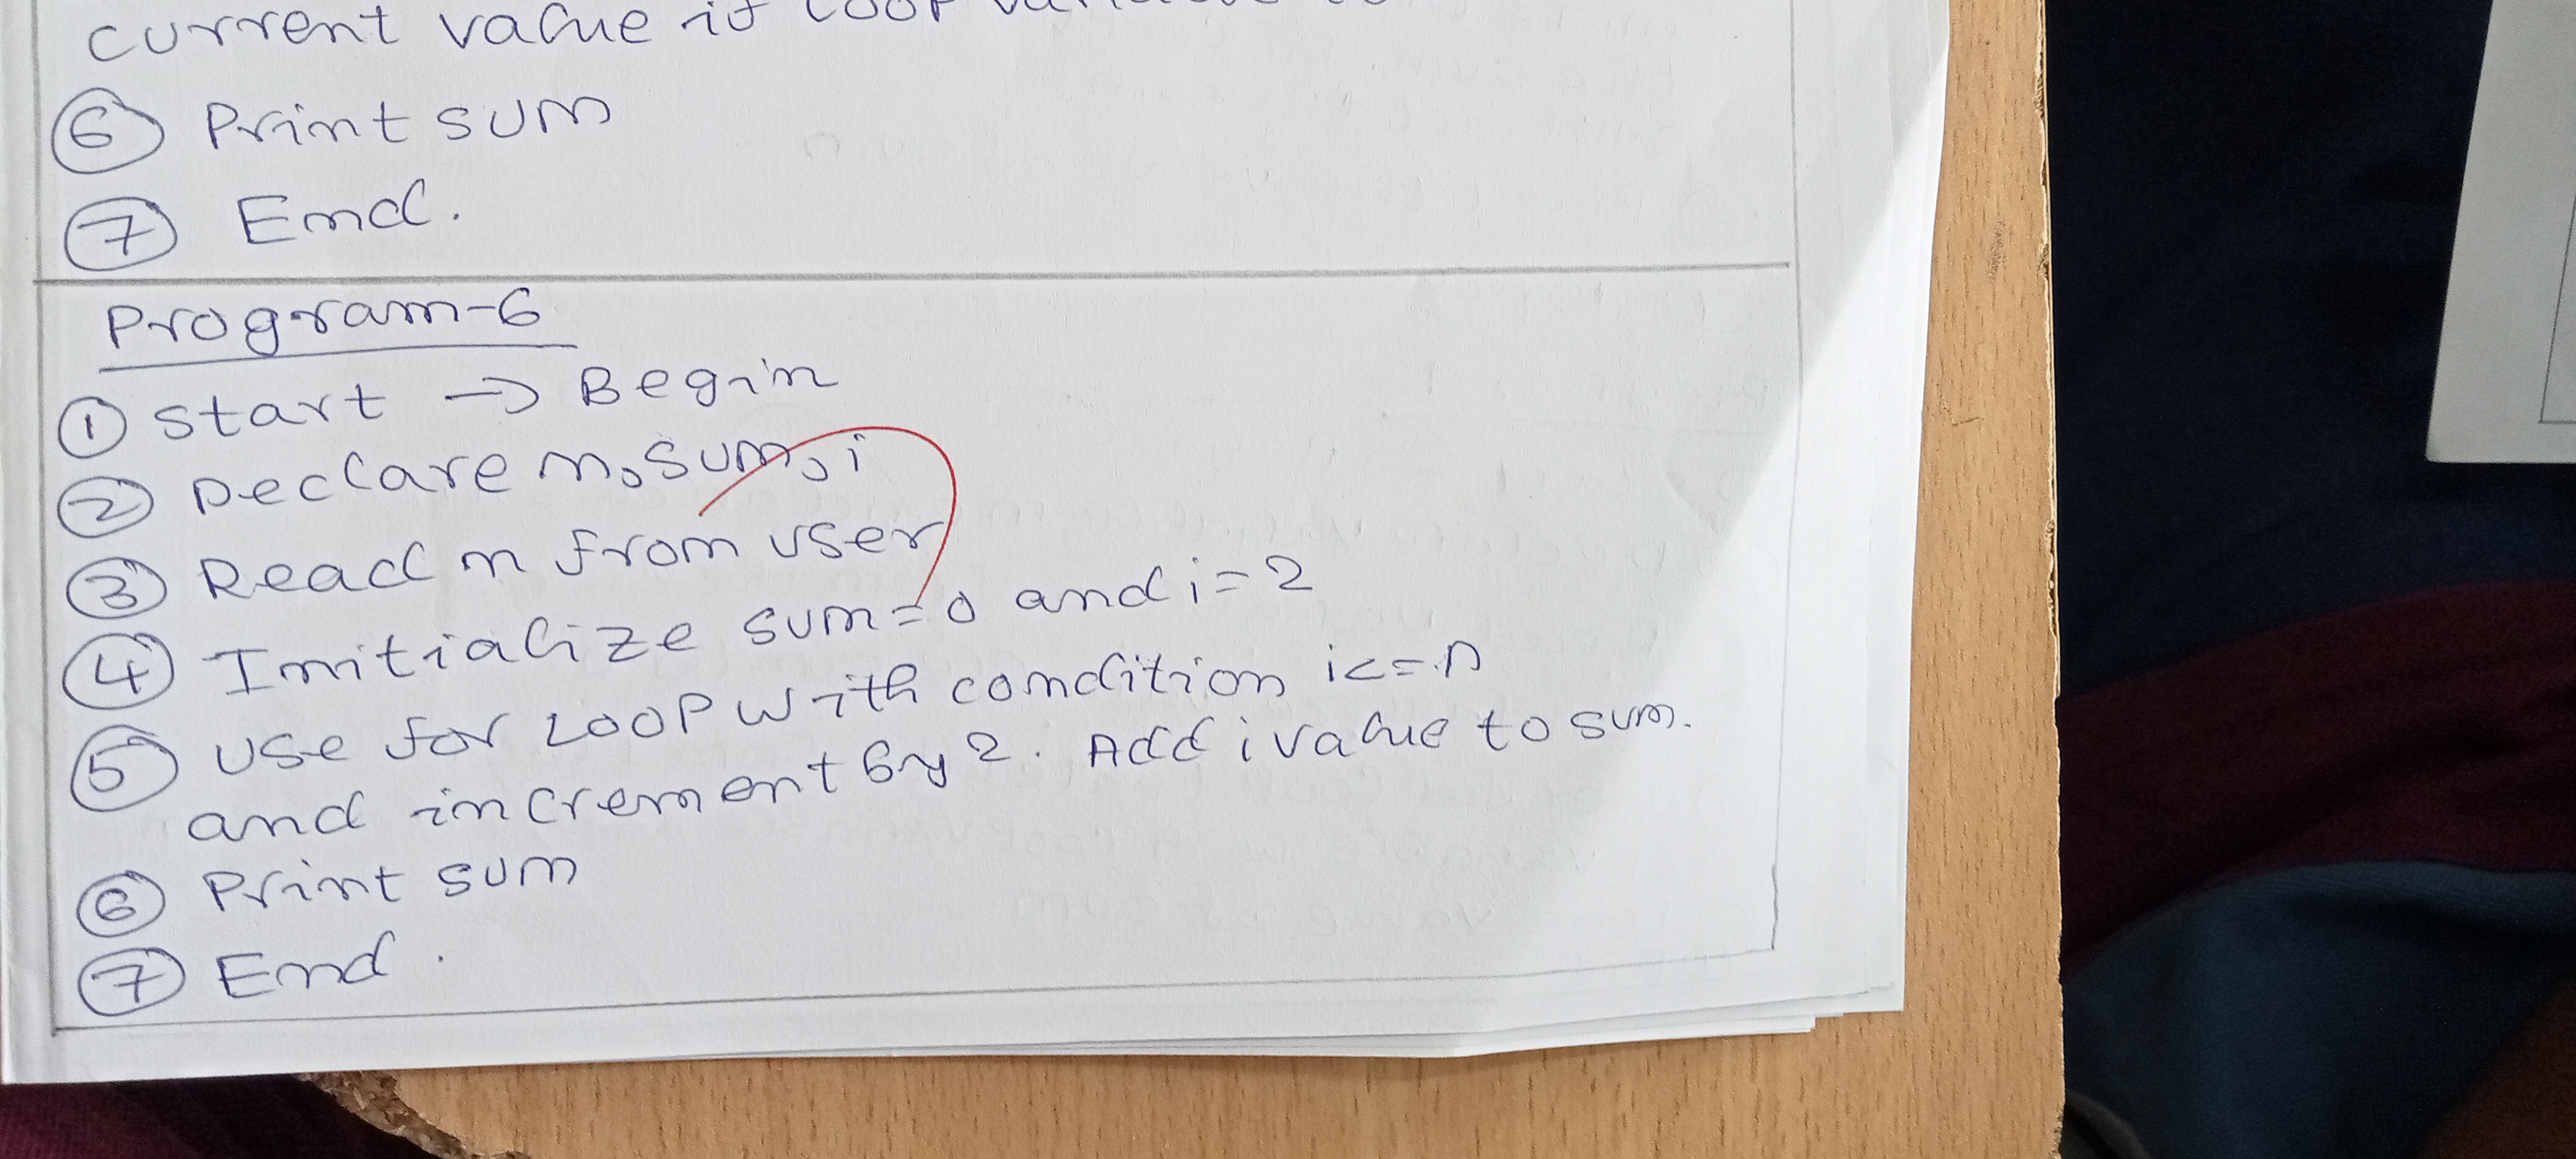 current value if loop
⑥ Print sum
⑦ End.
Program-6
① Start → Begin
② Declare n, sum, i
③ Read n from user
④ Initialize sum=0 and i=2
⑤ Use for Loop with condition i<=n
and increment by 2. Add i value to sum.
⑥ Print sum
⑦ End.